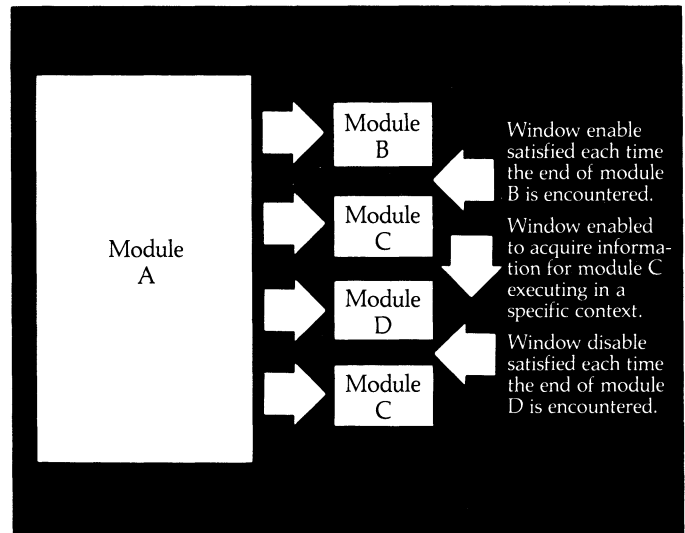 Module
A
Module
B
Module
C
Module
D
Module
C
Window enable
satisfied each time
the end of module
B is encountered.
Window enabled
to acquire informa-
tion for module C
executing in a
specific context.
Window disable
satisfied each time
the end of module
D is encountered.